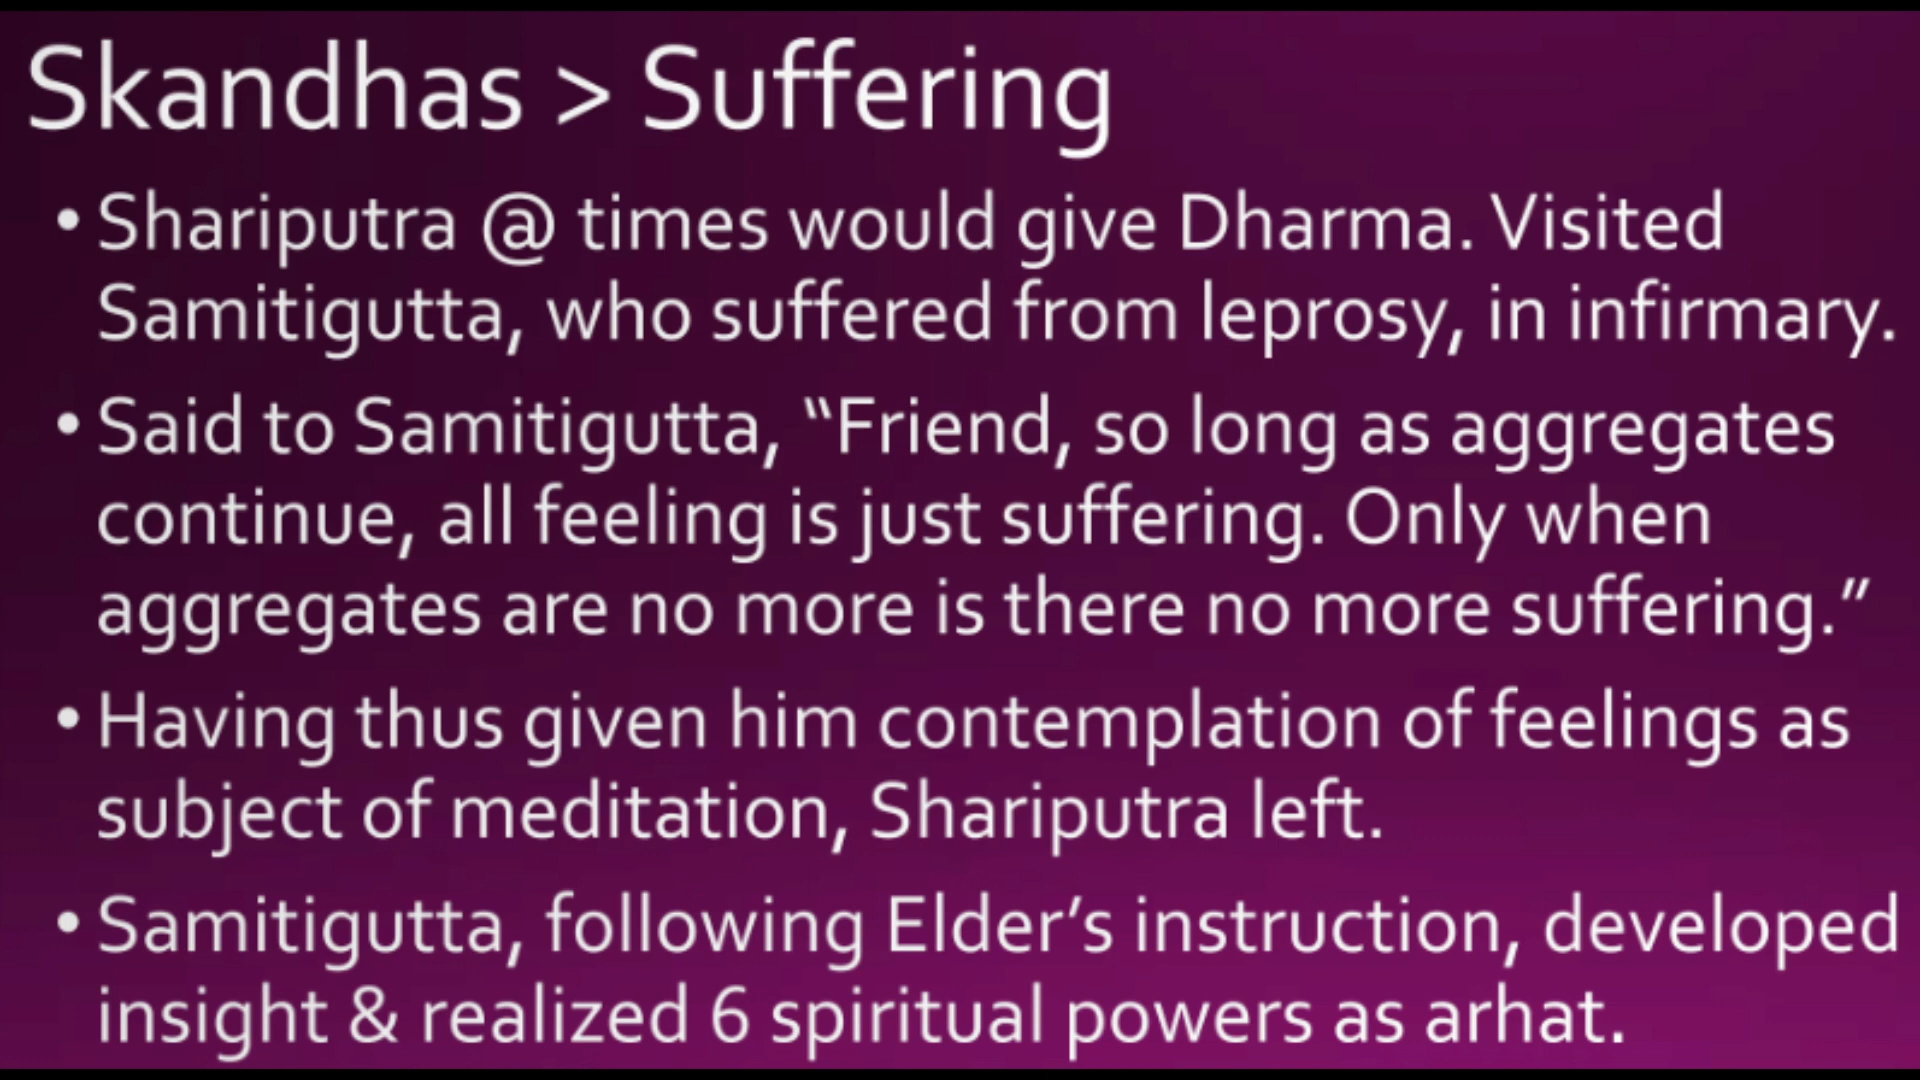 Skandhas > Suffering
• Shariputra @ times would give Dharma. Visited
Samitigutta, who suffered from leprosy, in infirmary.
• Said to Samitigutta, “Friend, so long as aggregates
continue, all feeling is just suffering. Only when
aggregates are no more is there no more suffering.”
• Having thus given him contemplation of feelings as
subject of meditation, Shariputra left.
• Samitigutta, following Elder’s instruction, developed
insight & realized 6 spiritual powers as arhat.